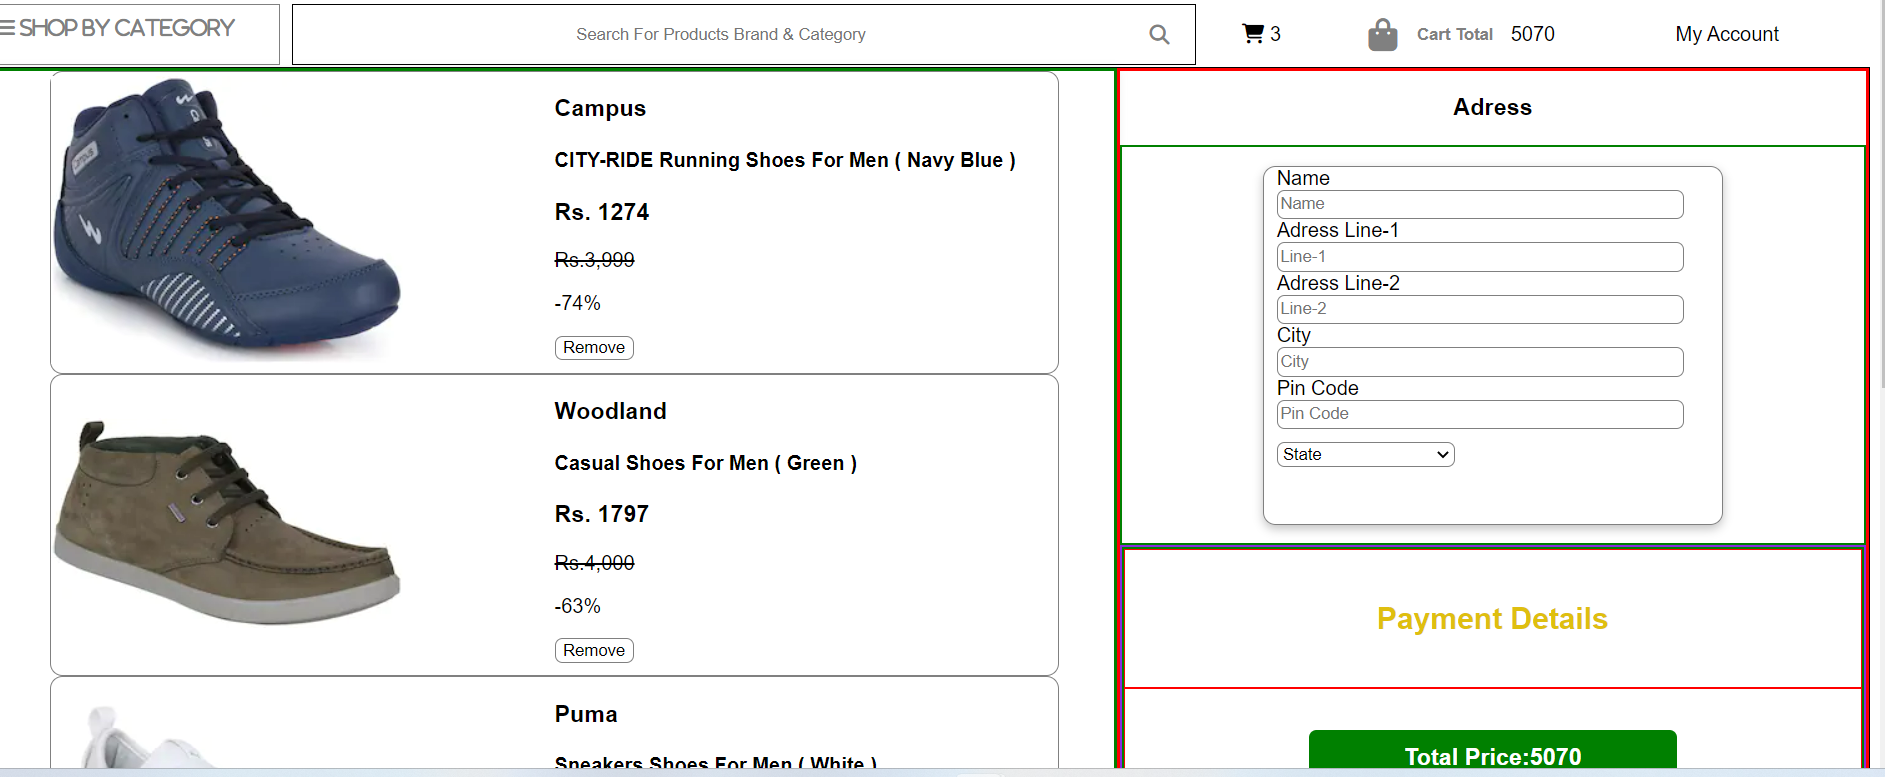 SHOP BY CATEGORY
Search For Products Brand & Category
3
Cart Total 5070
My Account
Campus
CITY-RIDE Running Shoes For Men ( Navy Blue )
Rs. 1274
Rs.3,999
-74%
Remove
Woodland
Casual Shoes For Men ( Green )
Rs. 1797
Rs.4,000
-63%
Remove
Puma
Sneakers Shoes For Men ( White )
Adress
Name
Name
Adress Line-1
Line-1
Adress Line-2
Line-2
City
City
Pin Code
Pin Code
State
Payment Details
Total Price:5070